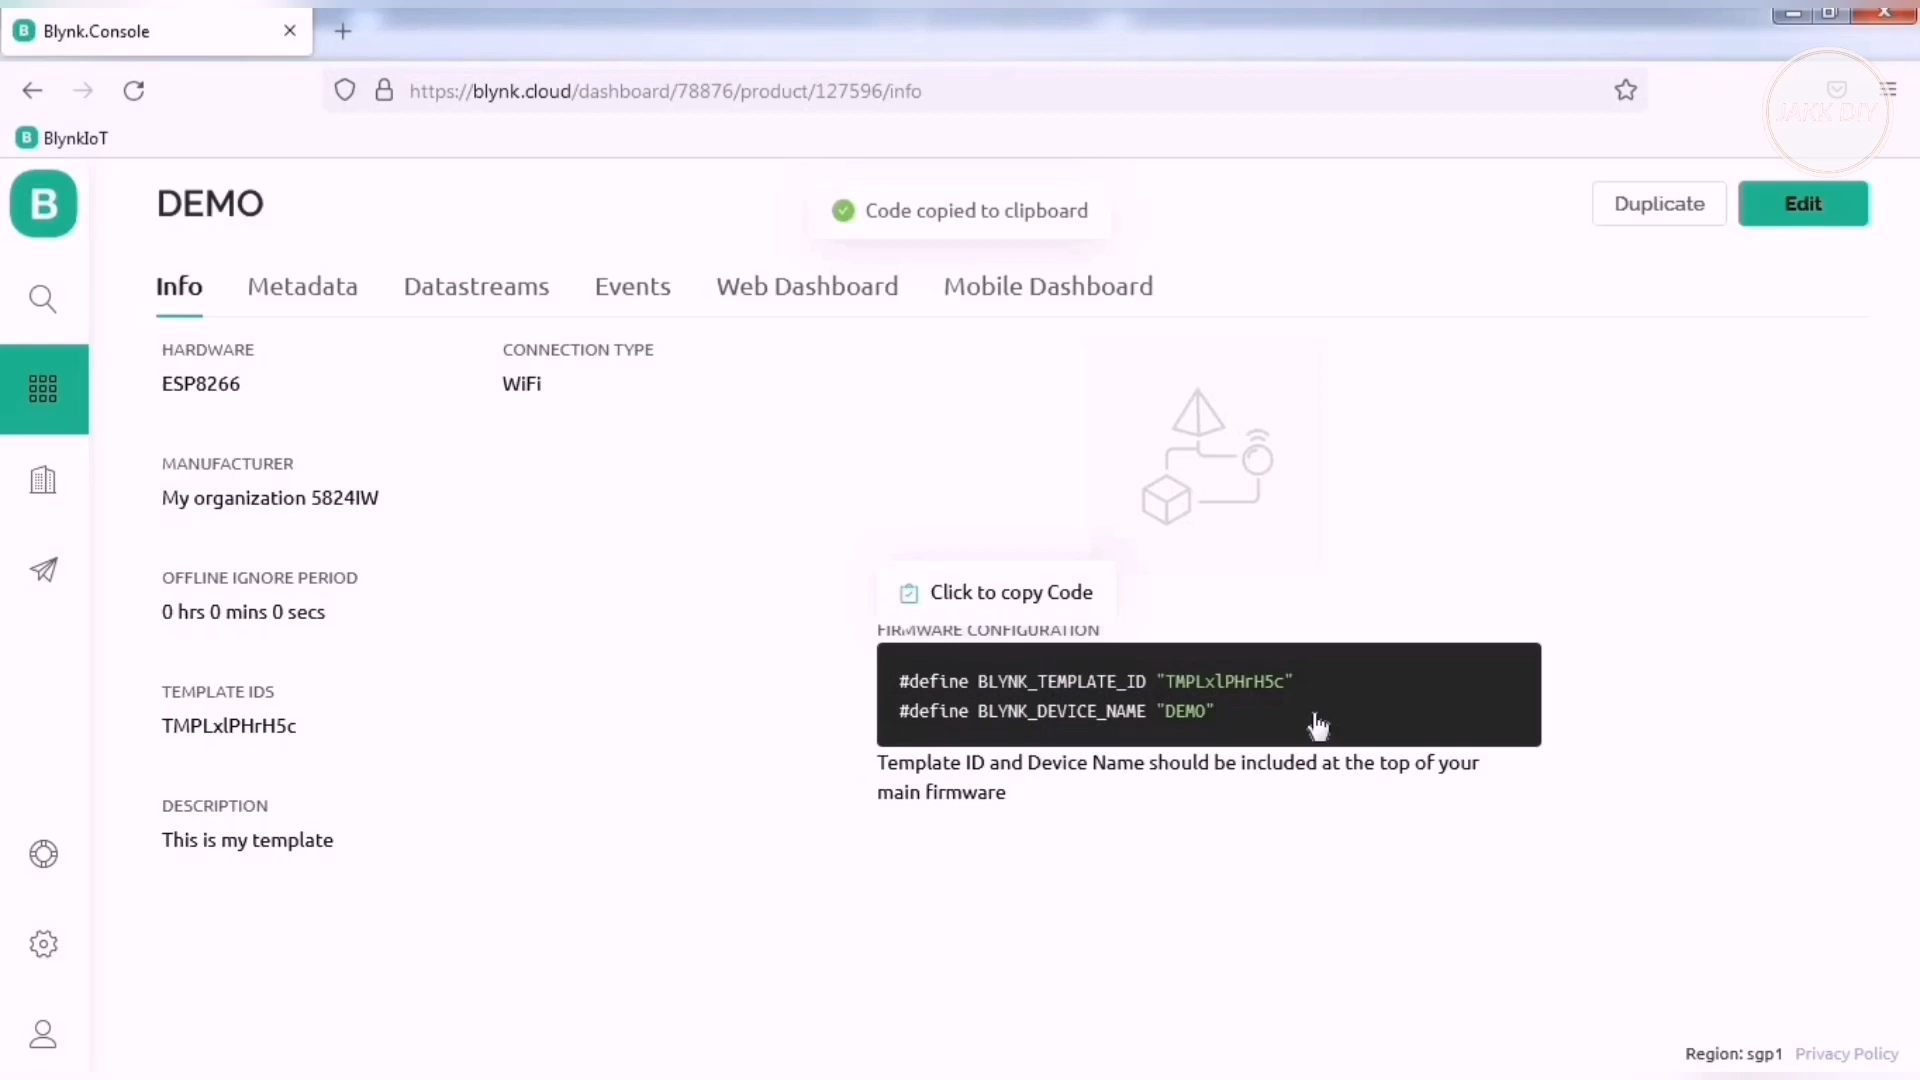 B Blynk.Console
https://blynk.cloud/dashboard/78876/product/127596/info
JAKK DIY
B BlynkIoT
B
DEMO
Code copied to clipboard
Duplicate
Edit
Info Metadata Datastreams Events Web Dashboard Mobile Dashboard
HARDWARE
ESP8266
CONNECTION TYPE
WiFi
MANUFACTURER
My organization 5824IW
OFFLINE IGNORE PERIOD
0 hrs 0 mins 0 secs
TEMPLATE IDS
TMPLxlPHrH5c
DESCRIPTION
This is my template
Click to copy Code
FIRMWARE CONFIGURATION
#define BLYNK_TEMPLATE_ID "TMPLxlPHrH5c"
#define BLYNK_DEVICE_NAME "DEMO"
Template ID and Device Name should be included at the top of your
main firmware
Region: sgp1 Privacy Policy